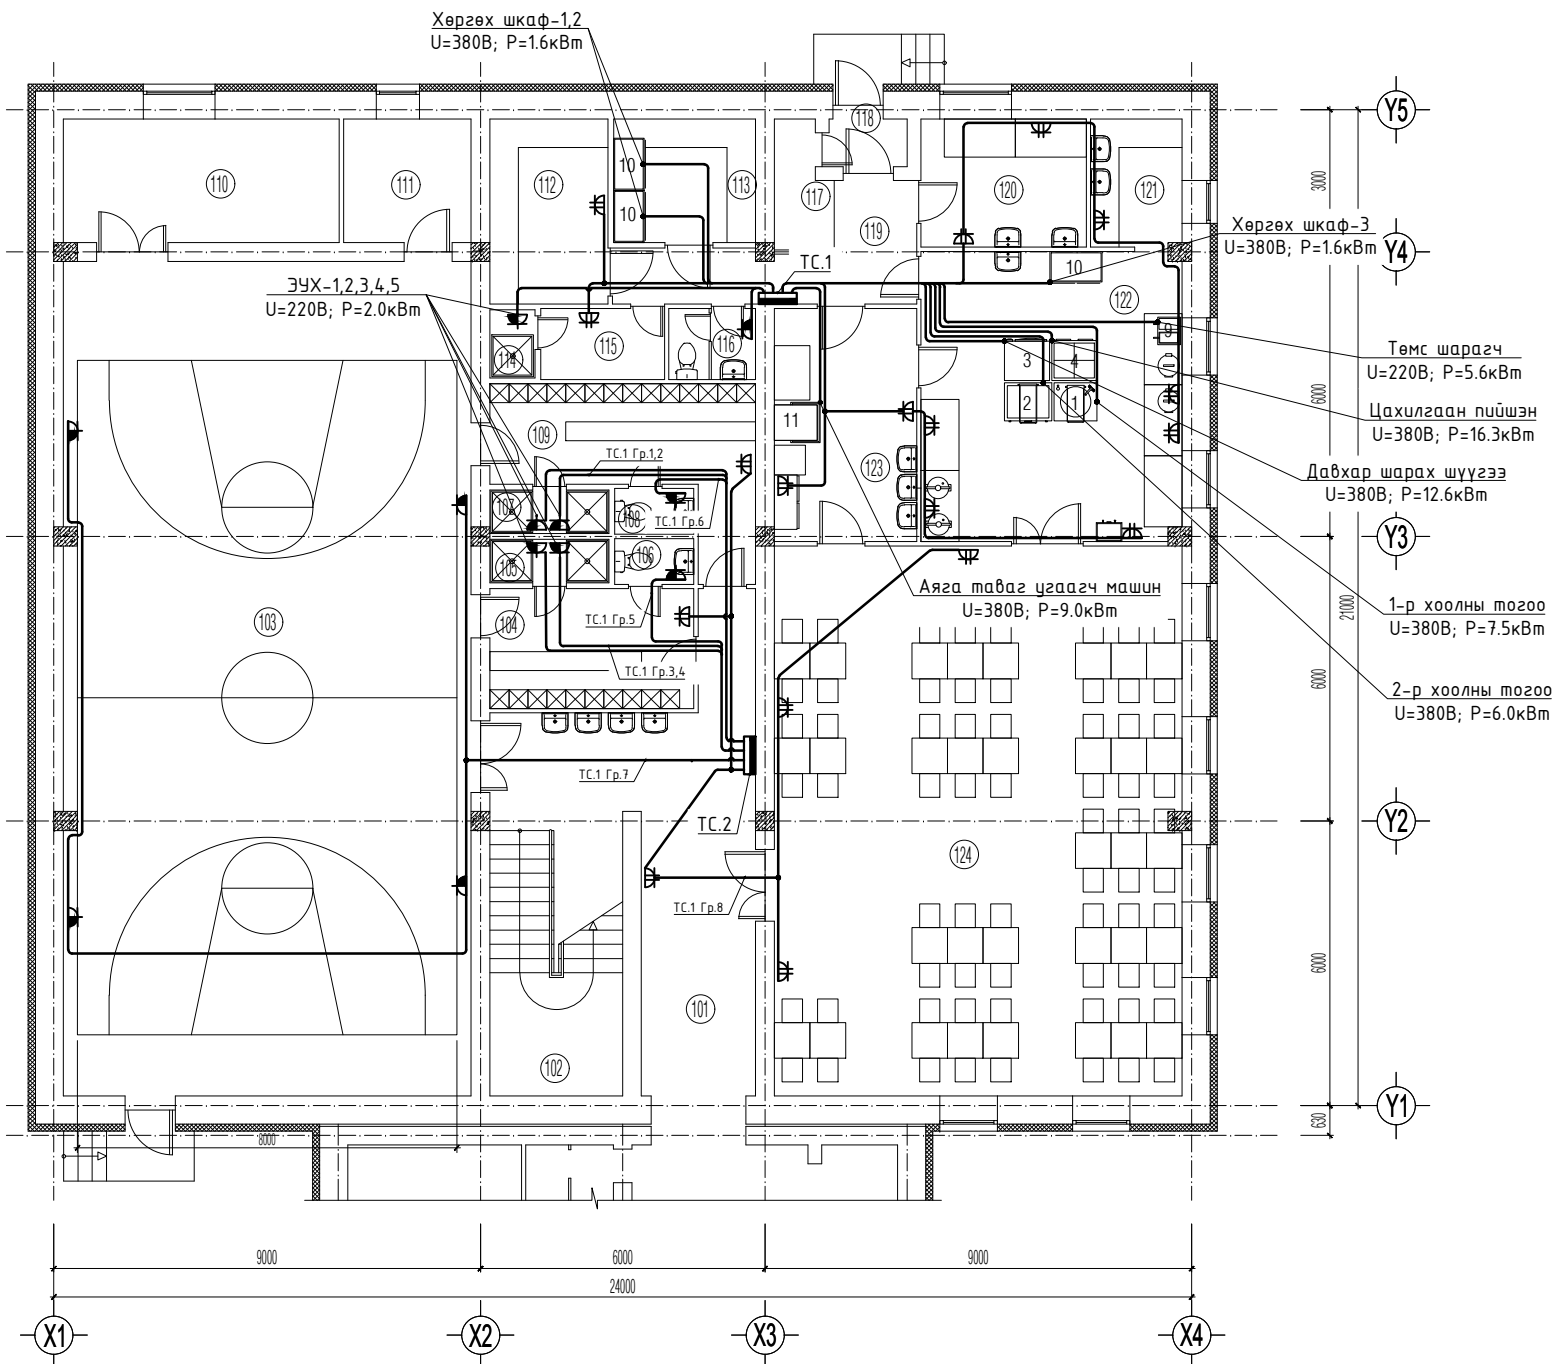 Хөргөх шкаф-1,2
U=380В; P=1.6кВт
Y5
118
110
111
112
10
10
113
117
120
121
3000
119
Хөргөх шкаф-3
U=380В; P=1.6кВт
Y4
10
ТС.1
ЭУХ-1,2,3,4,5
U=220В; P=2.0кВт
122
9
115
116
114
3
4
Төмс шарагч
U=220В; P=5.6кВт
6000
2
1
11
Цахилгаан пийшэн
U=380В; P=16.3кВт
109
123
ТС.1 Гр.1,2
Давхар шарах шүүгээ
U=380В; P=12.6кВт
107
108
ТС.1 Гр.6
Y3
106
105
Аяга таваг угаагч машин
U=380В; P=9.0кВт
21000
1-р хоолны тогоо
U=380В; P=7.5кВт
103
104
ТС.1 Гр.5
ТС.1 Гр.3,4
6000
2-р хоолны тогоо
U=380В; P=6.0кВт
ТС.1 Гр.7
ТС.2
Y2
124
ТС.1 Гр.8
6000
101
102
Y1
630
8000
9000
6000
9000
24000
X1
X2
X3
X4